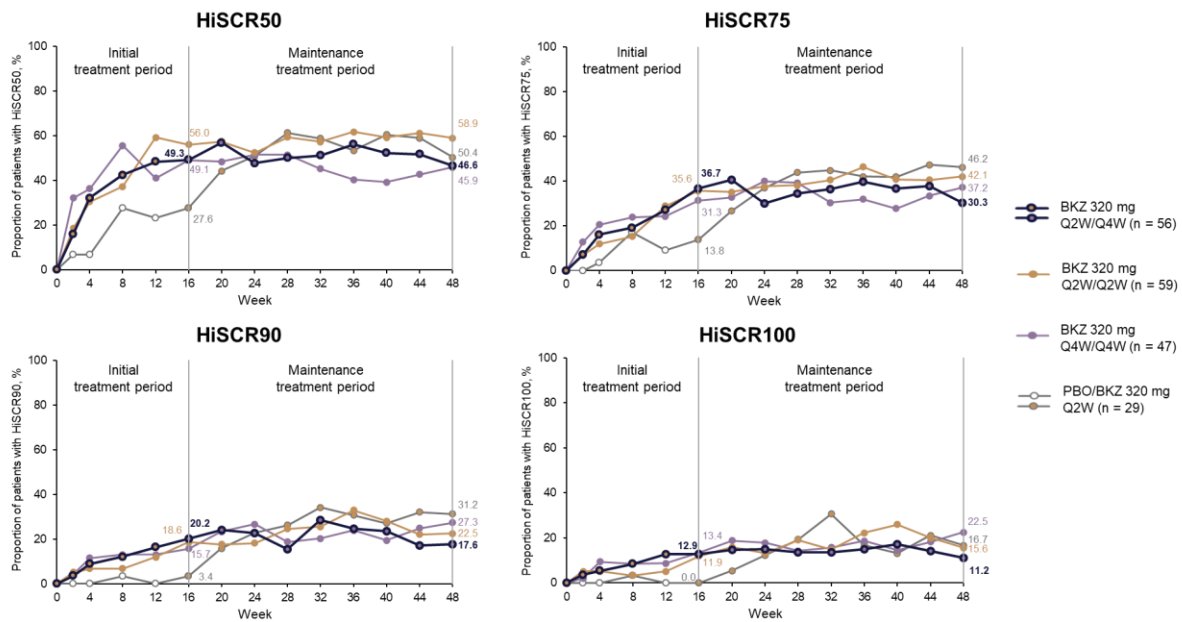 HiSCR50
Proportion of patients with HiSCR50, %
100
80
60
40
20
0
Initial
treatment period
Maintenance
treatment period
56.0
49.3
49.1
27.6
58.9
50.4
46.6
45.9
0 4 8 12 16 20 24 28 32 36 40 44 48
Week
HiSCR75
Proportion of patients with HiSCR75, %
100
80
60
40
20
0
Initial
treatment period
Maintenance
treatment period
35.6
36.7
31.3
13.8
46.2
42.1
37.2
30.3
0 4 8 12 16 20 24 28 32 36 40 44 48
Week
HiSCR90
Proportion of patients with HiSCR90, %
100
80
60
40
20
0
Initial
treatment period
Maintenance
treatment period
18.6
20.2
15.7
3.4
31.2
27.3
22.5
17.6
0 4 8 12 16 20 24 28 32 36 40 44 48
Week
HiSCR100
Proportion of patients with HiSCR100, %
100
80
60
40
20
0
Initial
treatment period
Maintenance
treatment period
12.9
13.4
11.9
0.0
22.5
16.7
15.6
11.2
0 4 8 12 16 20 24 28 32 36 40 44 48
Week
BKZ 320 mg
Q2W/Q4W (n = 56)
BKZ 320 mg
Q2W/Q2W (n = 59)
BKZ 320 mg
Q4W/Q4W (n = 47)
PBO/BKZ 320 mg
Q2W (n = 29)